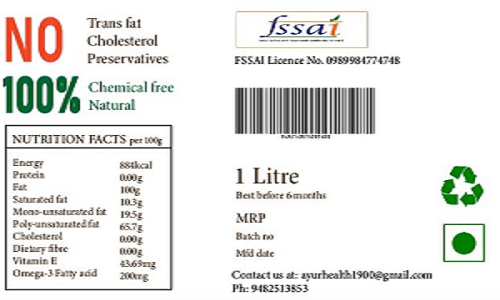 NO
Trans fat
Cholesterol
Preservatives
100%
Chemical free
Natural
NUTRITION FACTS per 100g
Energy 884kcal
Protein 0.00g
Fat 100g
Saturated fat 10.3g
Mono-unsaturated fat 19.5g
Poly-unsaturated fat 65.7g
Cholesterol 0.00g
Dietary fibre 0.00g
Vitamin E 43.69mg
Omega-3 Fatty acid 200mg
fssai
FSSAI Licence No. 0989984774748
1 Litre
Best before 6 months
MRP
Batch no
Mfd date
Contact us at: ayurhealth1900@gmail.com
Ph: 9482513853